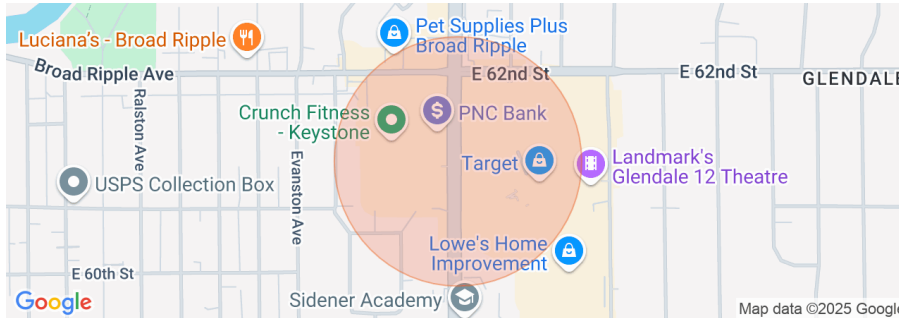 Luciana's - Broad Ripple
Pet Supplies Plus
Broad Ripple
Broad Ripple Ave
E 62nd St
E 62nd St
GLENDALE
Ralston Ave
Crunch Fitness
- Keystone
$
PNC Bank
Evanston Ave
Target
Landmark's
Glendale 12 Theatre
USPS Collection Box
Lowe's Home
Improvement
E 60th St
Sidener Academy
Google
Map data ©2025 Google